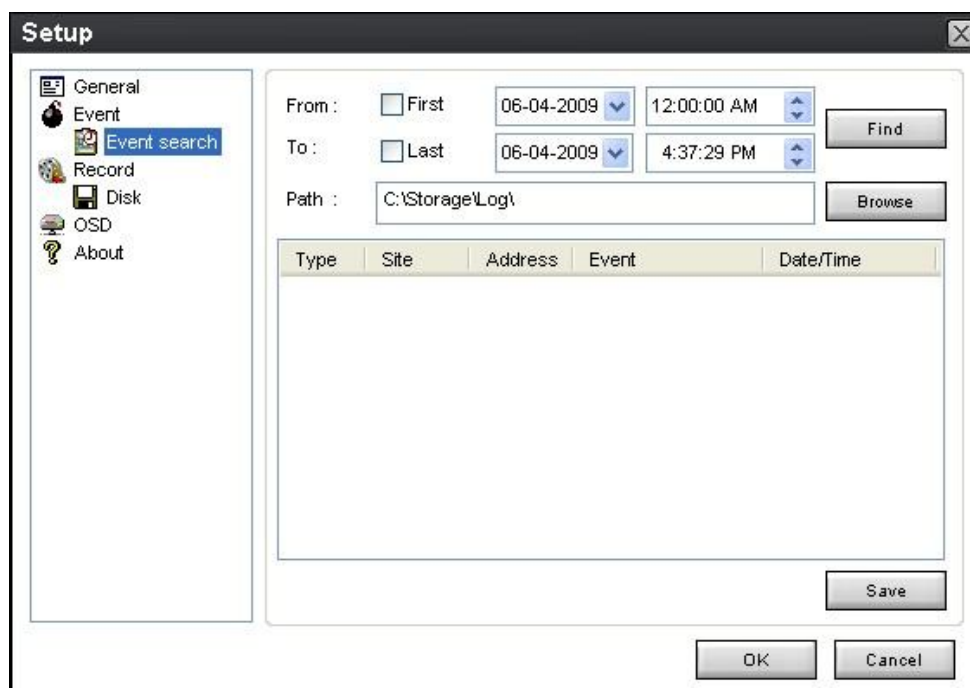 Setup
General
Event
Event search
Record
Disk
OSD
About
From : First 06-04-2009 12:00:00 AM Find
To : Last 06-04-2009 4:37:29 PM
Path : C:\Storage\Log\ Browse
Type Site Address Event Date/Time
Save
OK Cancel